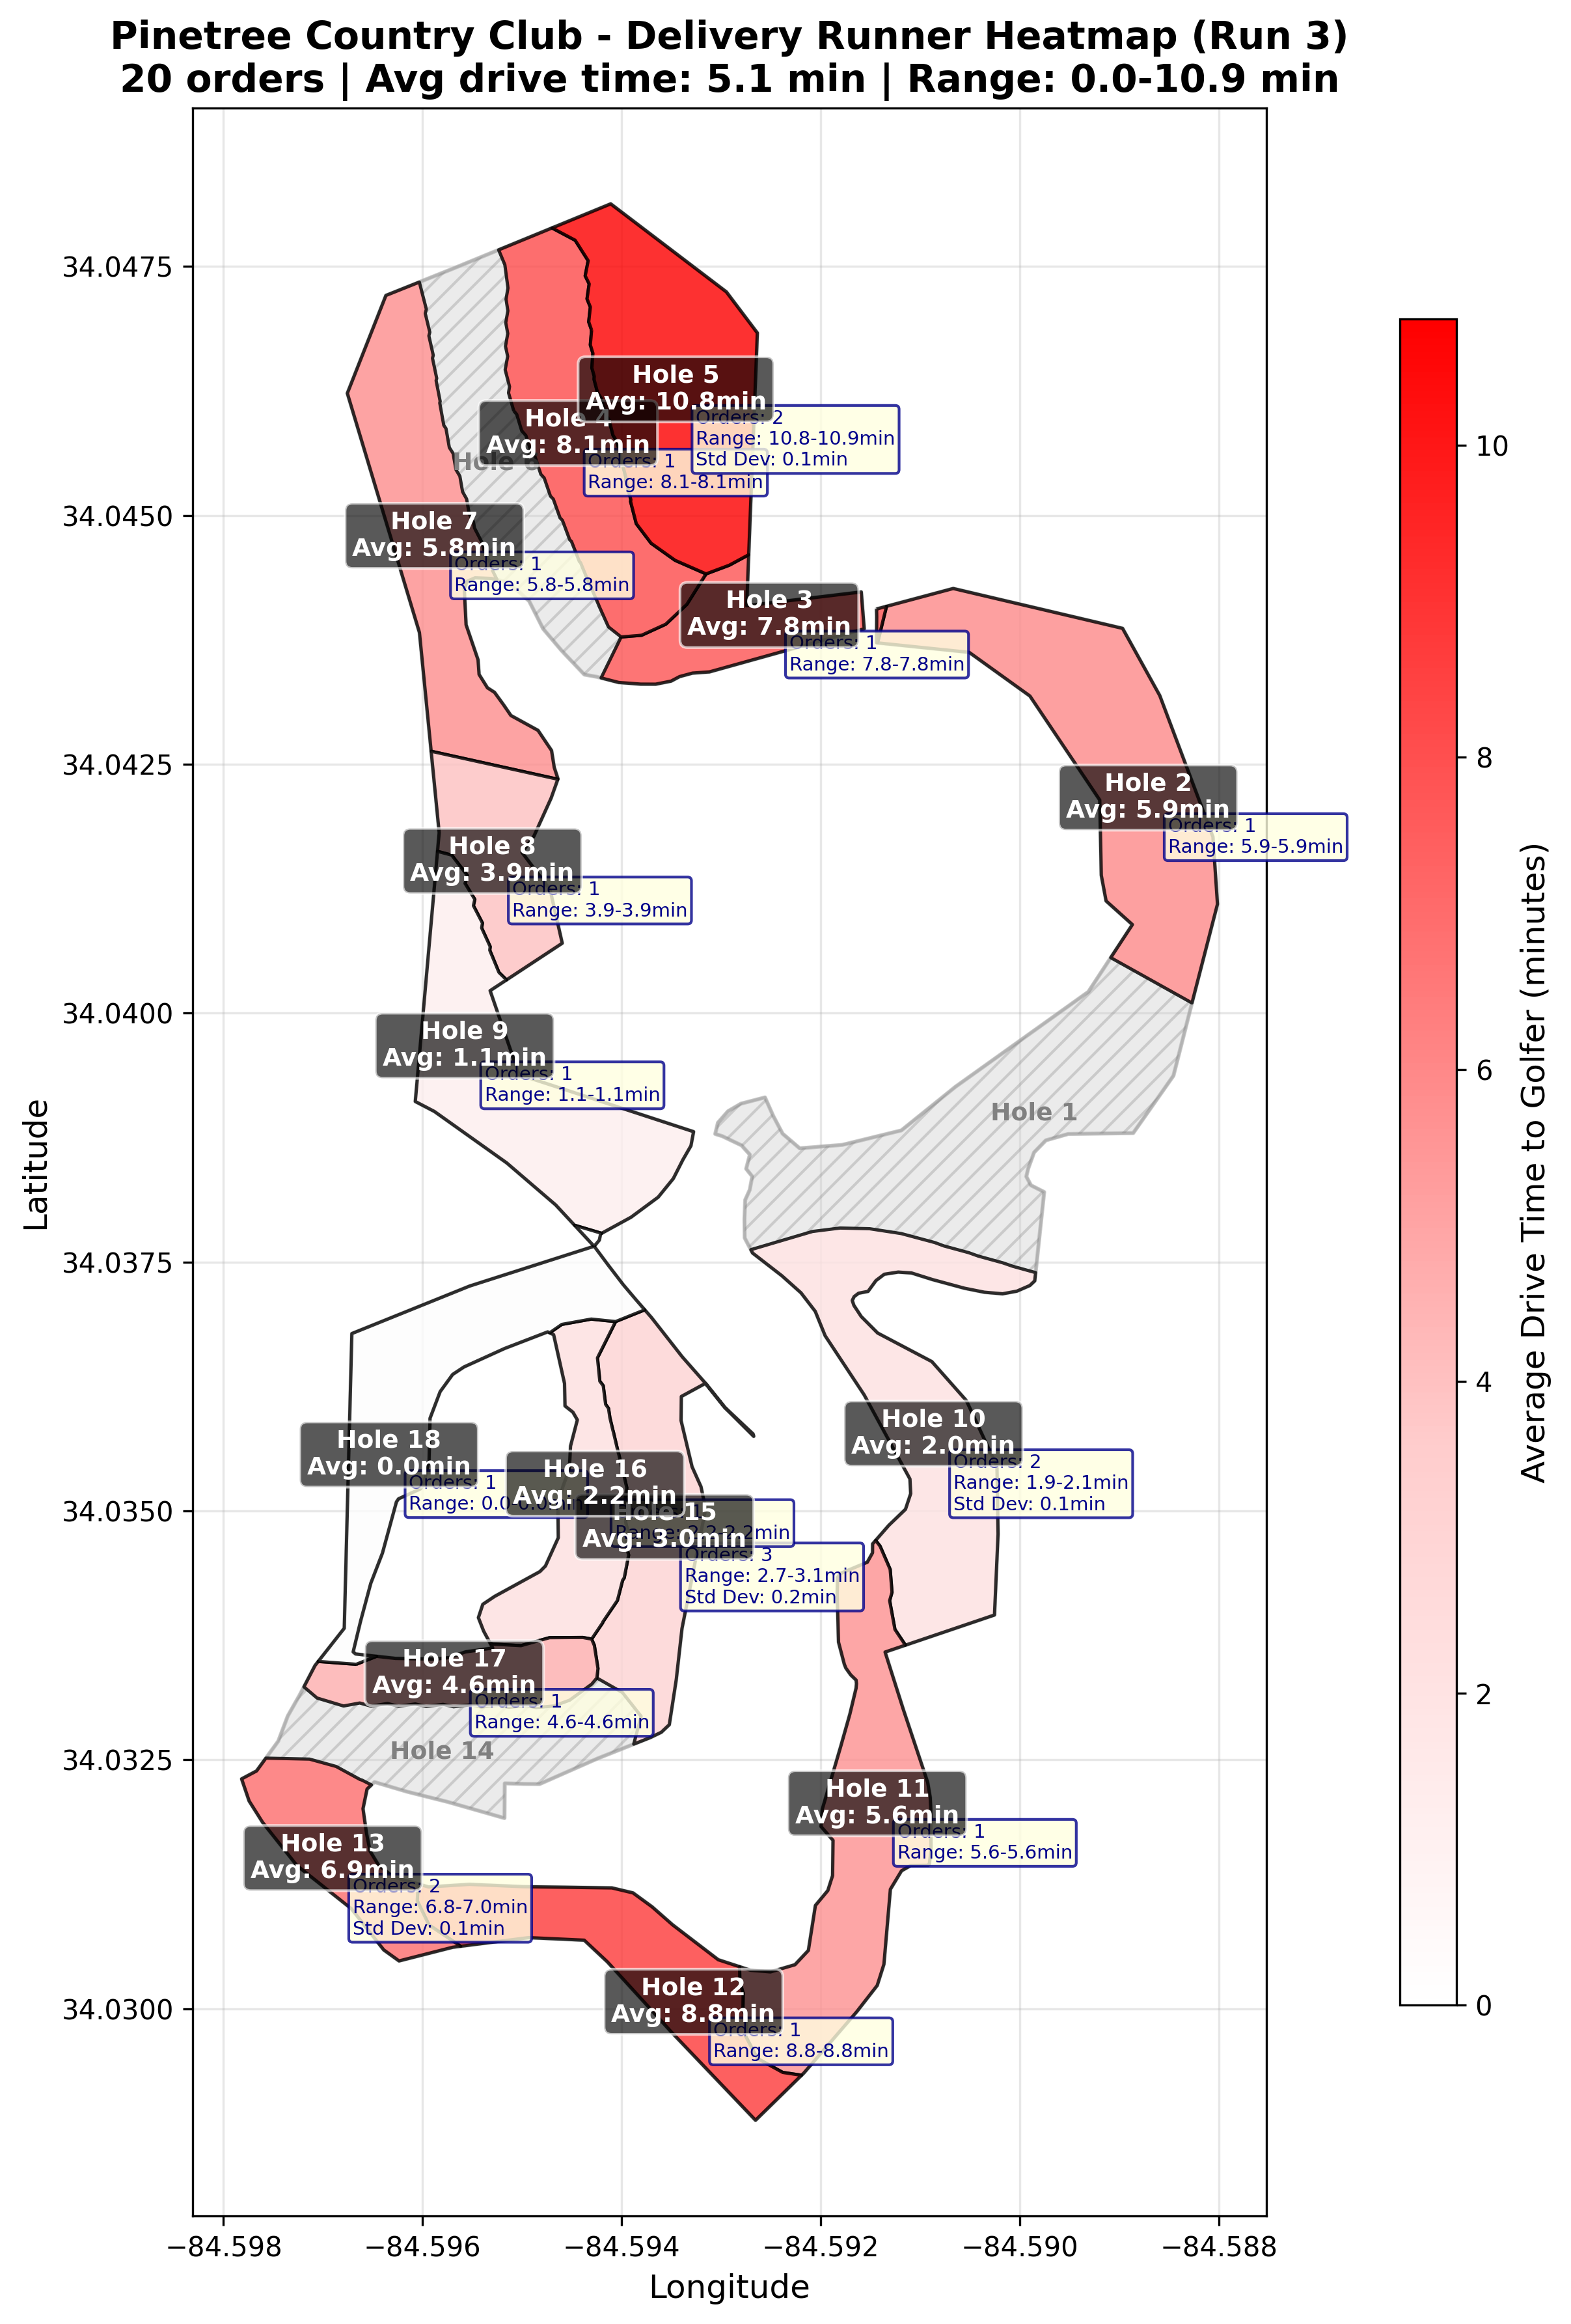 Pinetree Country Club - Delivery Runner Heatmap (Run 3)
20 orders | Avg drive time: 5.1 min | Range: 0.0-10.9 min
Latitude
34.0475
34.0450
34.0425
34.0400
34.0375
34.0350
34.0325
34.0300
Hole 5
Avg: 10.8min
Orders: 2
Range: 10.8-10.9min
Std Dev: 0.1min
Hole 4
Avg: 8.1min
Orders: 1
Range: 8.1-8.1min
Hole
Hole 7
Avg: 5.8min
Orders: 1
Range: 5.8-5.8min
Hole 3
Avg: 7.8min
Orders: 1
Range: 7.8-7.8min
Hole 2
Avg: 5.9min
Orders: 1
Range: 5.9-5.9min
Hole 8
Avg: 3.9min
Orders: 1
Range: 3.9-3.9min
Hole 9
Avg: 1.1min
Orders: 1
Range: 1.1-1.1min
Hole 1
Hole 10
Avg: 2.0min
Orders: 2
Range: 1.9-2.1min
Std Dev: 0.1min
Hole 18
Avg: 0.0min
Orders: 1
Range: 0.0-0.0min
Hole 16
Avg: 2.2min
Range: 2.2-2.2min
Hole 15
Avg: 3.0min
Orders: 3
Range: 2.7-3.1min
Std Dev: 0.2min
Hole 17
Avg: 4.6min
Orders: 1
Range: 4.6-4.6min
Hole 14
Hole 11
Avg: 5.6min
Orders: 1
Range: 5.6-5.6min
Hole 13
Avg: 6.9min
Orders: 2
Range: 6.8-7.0min
Std Dev: 0.1min
Hole 12
Avg: 8.8min
Orders: 1
Range: 8.8-8.8min
−84.598
−84.596
−84.594
−84.592
−84.590
−84.588
Longitude
10
8
6
4
2
0
Average Drive Time to Golfer (minutes)